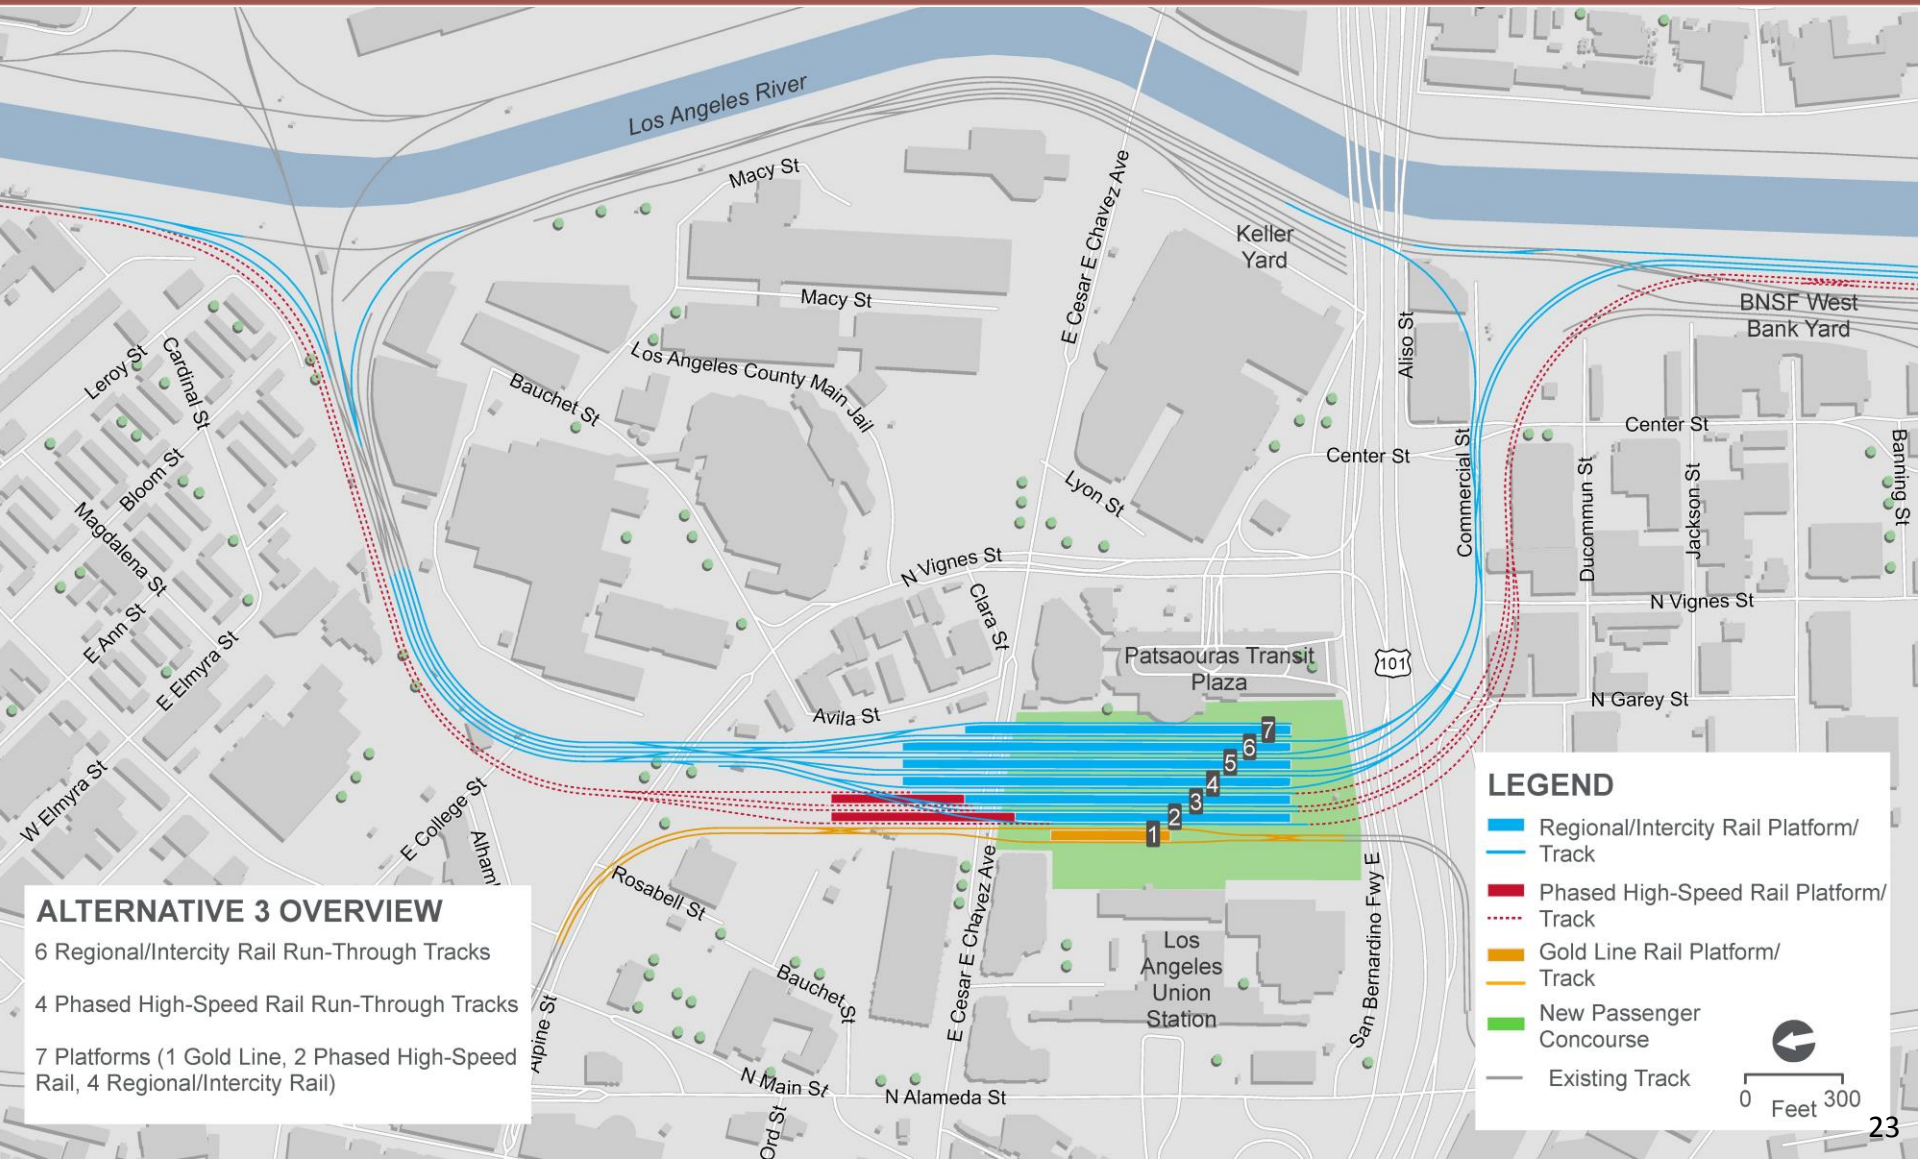 Los Angeles River
Macy St
E Cesar E Chavez Ave
Keller
Yard
Macy St
BNSF West
Bank Yard
Leroy St
Cardinal St
Los Angeles County Main Jail
Aliso St
Bauchet St
Center St
Center St
Commercial St
Banning St
Bloom St
Lyon St
Ducommun St
Jackson St
Magdalena St
N Vignes St
Clara St
N Vignes St
E Ann St
E Elmyra St
Patsaouras Transit
Plaza
101
N Garey St
Avila St
7
6
5
4
3
2
1
W Elmyra St
E College St
Rosabell St
E Cesar E Chavez Ave
San Bernardino Fwy E
Los
Angeles
Union
Station
Bauchet St
Alpine St
N Main St
N Alameda St
Ord St
ALTERNATIVE 3 OVERVIEW
6 Regional/Intercity Rail Run-Through Tracks
4 Phased High-Speed Rail Run-Through Tracks
7 Platforms (1 Gold Line, 2 Phased High-Speed
Rail, 4 Regional/Intercity Rail)
LEGEND
Regional/Intercity Rail Platform/
Track
Phased High-Speed Rail Platform/
Track
Gold Line Rail Platform/
Track
New Passenger
Concourse
Existing Track
0 Feet 300
23